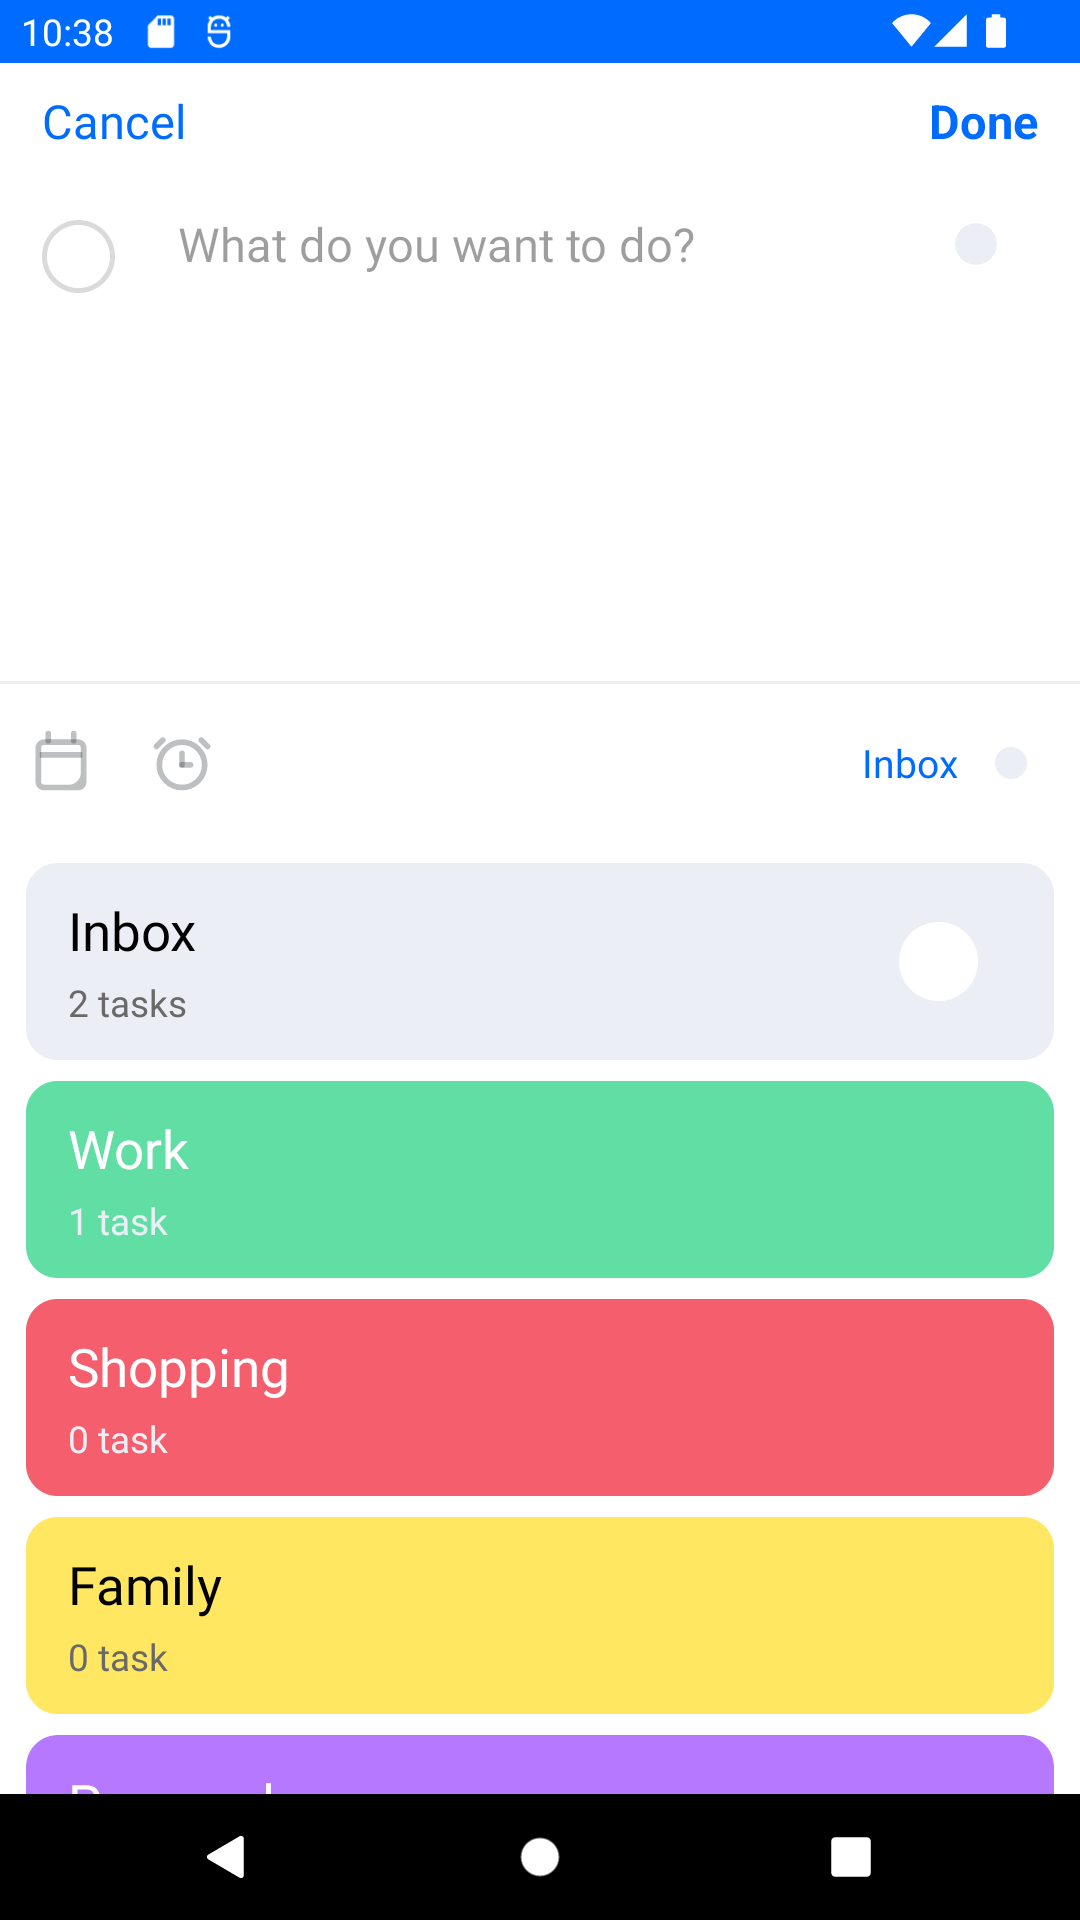 10:38
Cancel
Done
What do you want to do?
Inbox
Inbox
2 tasks
Work
1 task
Shopping
0 task
Family
0 task